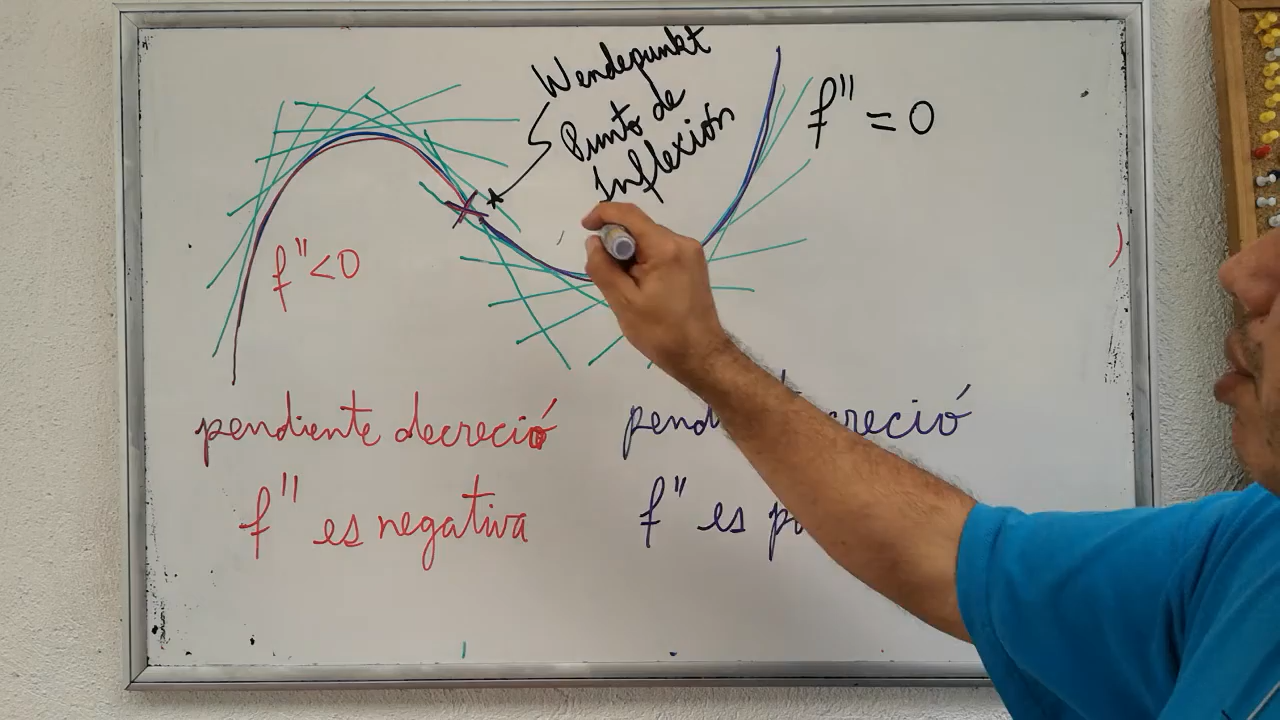 Wendepunkt
Punto de
Inflexión
f'' = 0
f'' < 0
pendiente decreció
f'' es negativa
f'' es
)